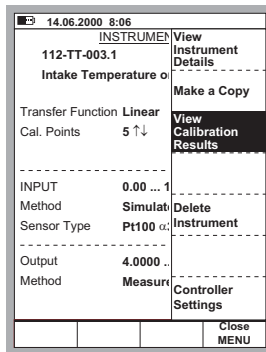 14.06.2000 8:06
INSTRUMEN
112-TT-003.1
Intake Temperature o
Transfer Function Linear
Cal. Points 5 ↑↓
INPUT 0.00 ... 1
Method Simulat
Sensor Type Pt100 α
Output 4.0000 ..
Method Measure
View
Instrument
Details
Make a Copy
View
Calibration
Results
Delete
Instrument
Controller
Settings
Close
MENU